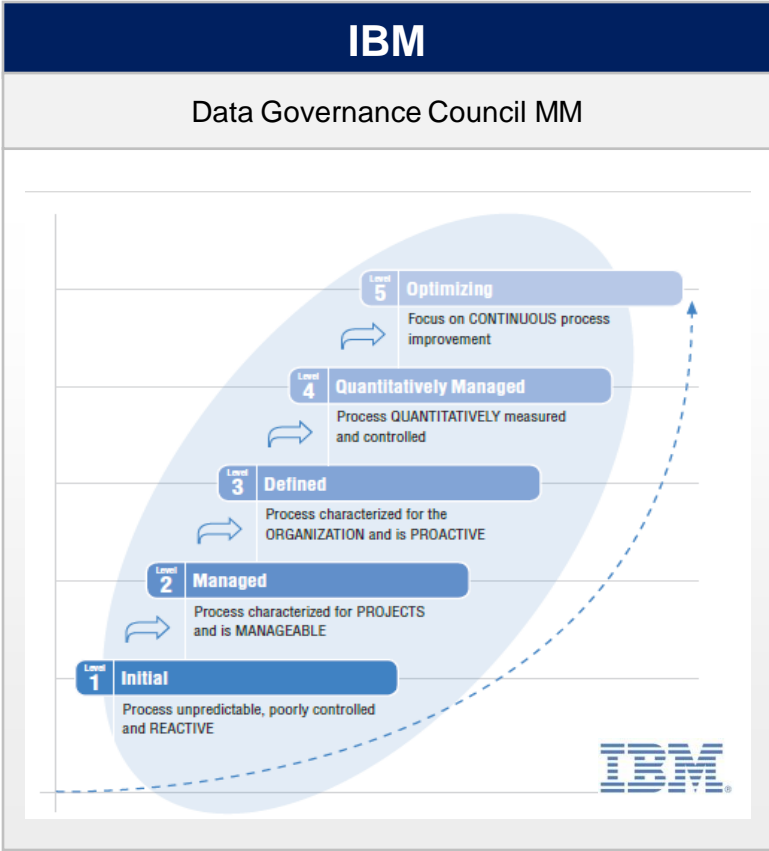 IBM
Data Governance Council MM
Level
5
Optimizing
Focus on CONTINUOUS process
improvement
Level
4
Quantitatively Managed
Process QUANTITATIVELY measured
and controlled
Level
3
Defined
Process characterized for the
ORGANIZATION and is PROACTIVE
Level
2
Managed
Process characterized for PROJECTS
and is MANAGEABLE
Level
1
Initial
Process unpredictable, poorly controlled
and REACTIVE
IBM®